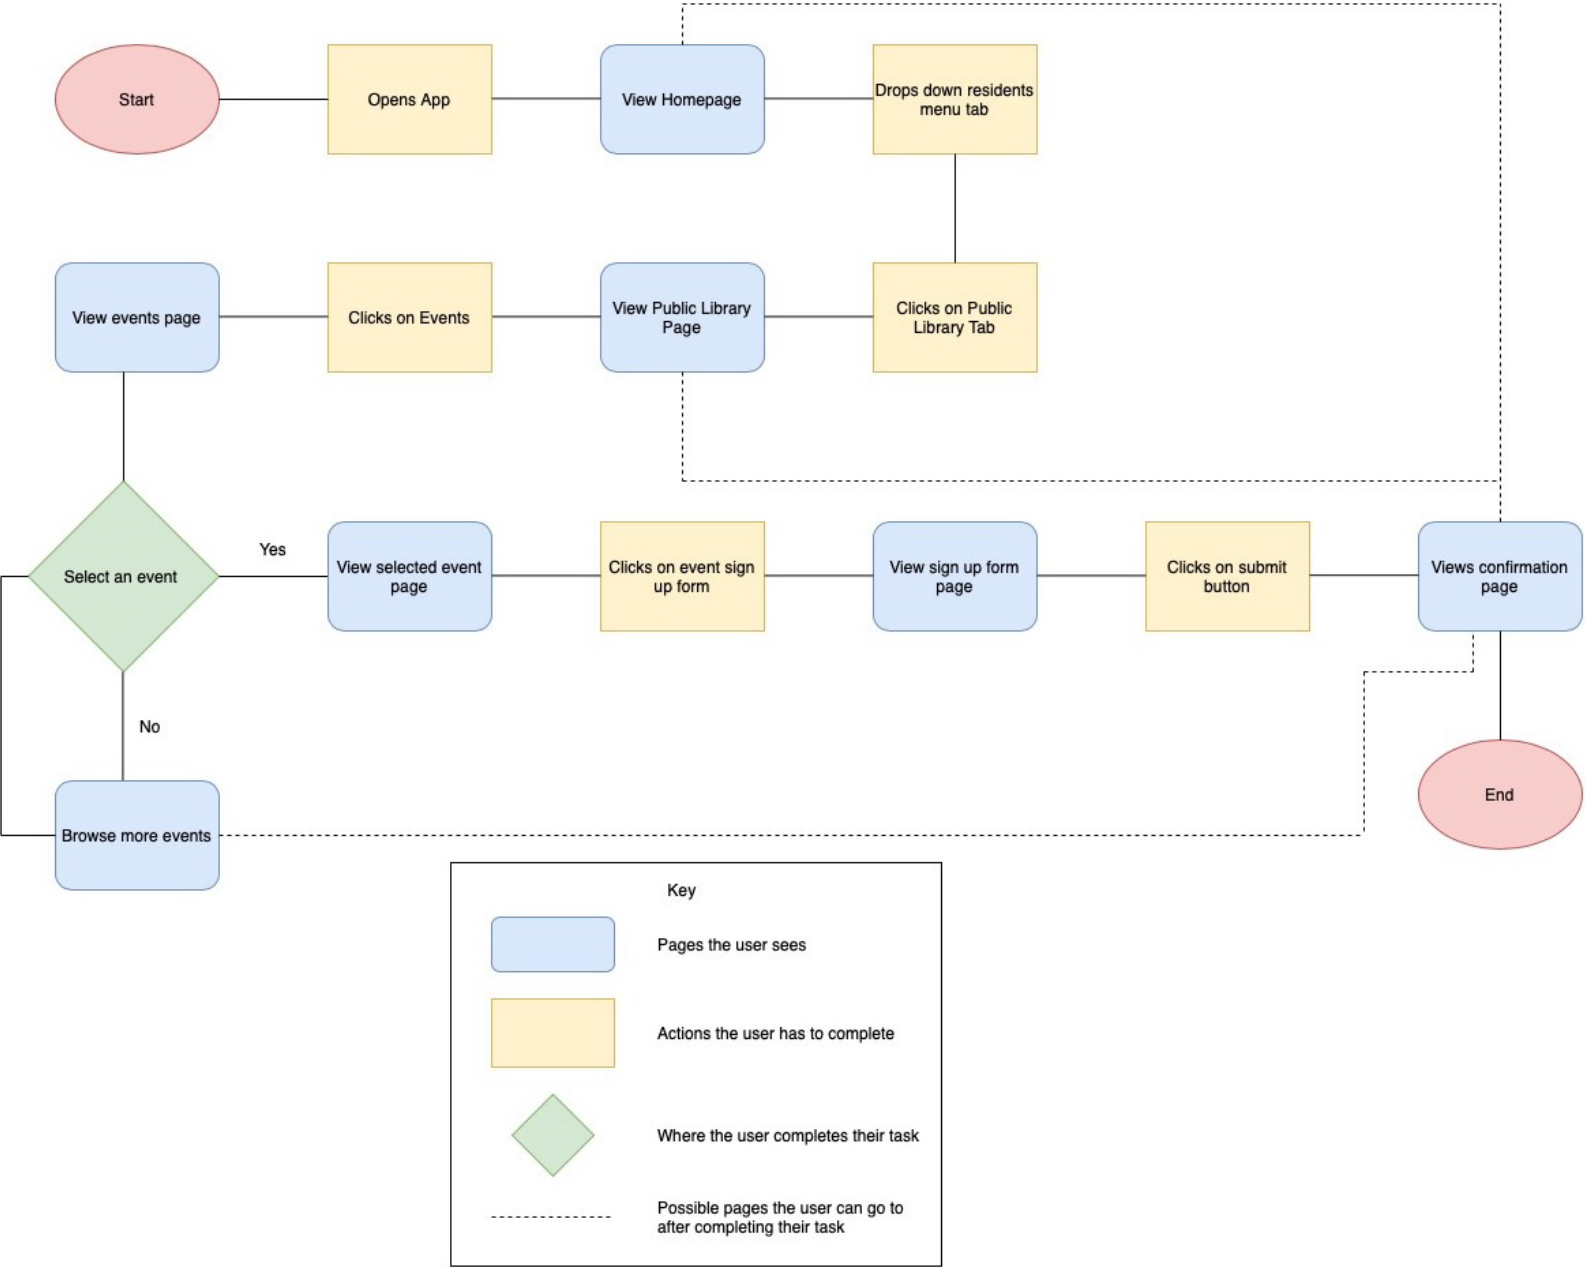 Start
Opens App
View Homepage
Drops down residents
menu tab
View events page
Clicks on Events
View Public Library
Page
Clicks on Public
Library Tab
Select an event
Yes
View selected event
page
Clicks on event sign
up form
View sign up form
page
Clicks on submit
button
Views confirmation
page
No
End
Browse more events
Key
Pages the user sees
Actions the user has to complete
Where the user completes their task
Possible pages the user can go to
after completing their task